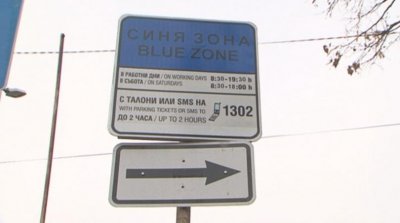 СИНЯ ЗОНА
BLUE ZONE
В РАБОТНИ ДНИ / ON WORKING DAYS 8:30-19:30 h
В СЪБОТА / ON SATURDAYS 8:30-18:00 h
С ТАЛОНИ ИЛИ SMS НА
WITH PARKING TICKETS OR SMS TO 1302
ДО 2 ЧАСА / UP TO 2 HOURS